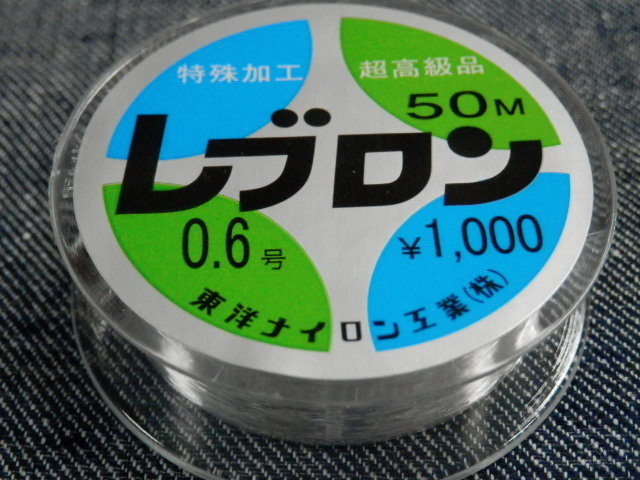 特殊加工
超高級品
50M
レブロン
0.6号
¥1,000
東洋ナイロン工業(株)